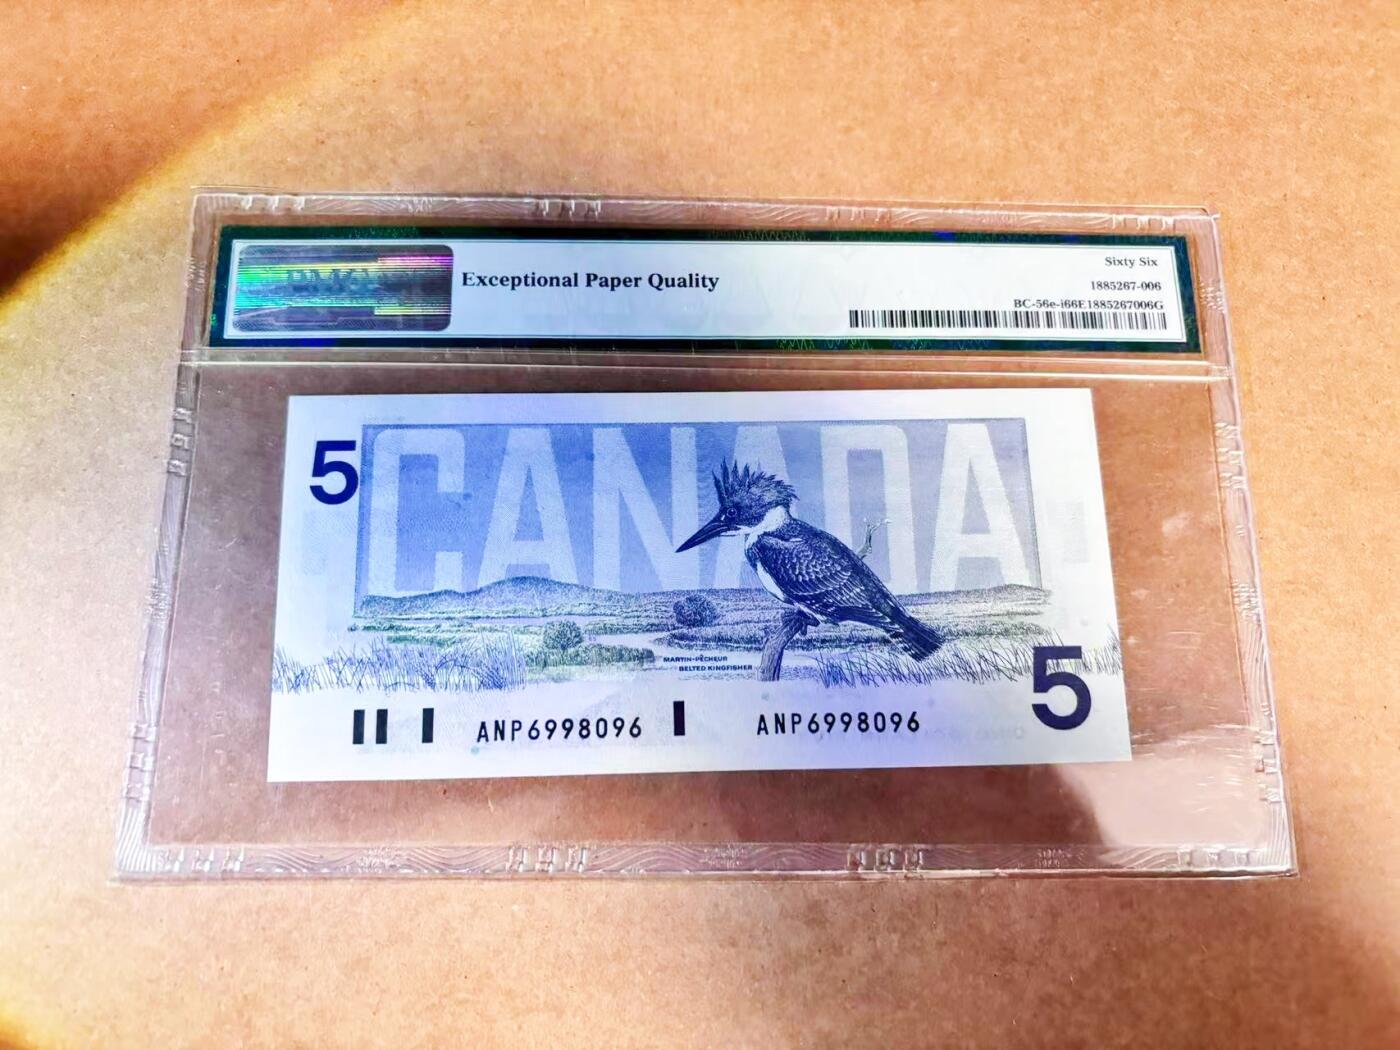 PMG
Exceptional Paper Quality
Sixty Six
1885267-006
BC-56e-i66E1885267006G
5
CANADA
MARTIN-PÊCHEUR
BELTED KINGFISHER
5
ANP6998096
ANP6998096